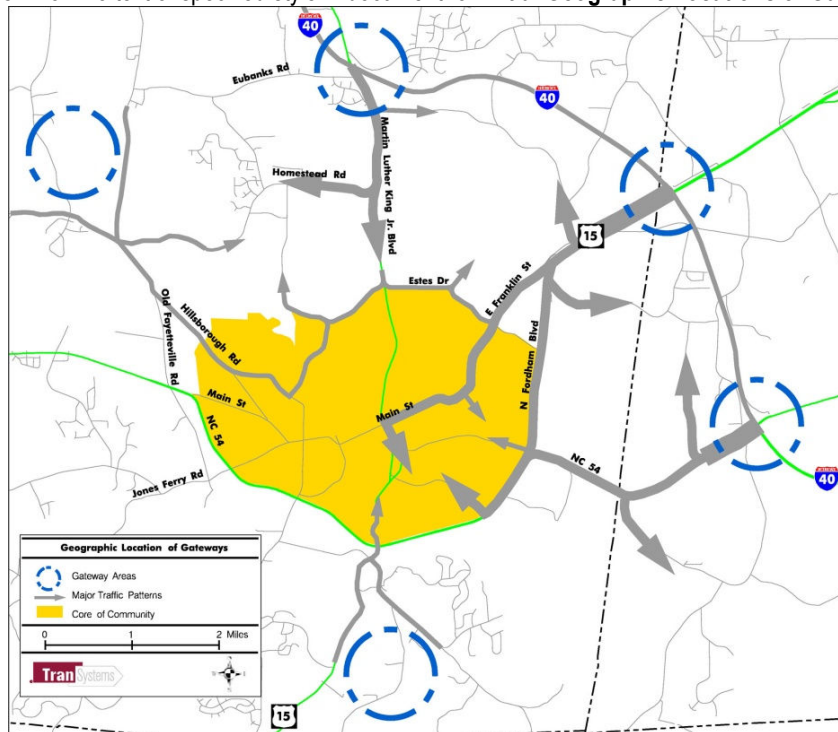 40
Eubanks Rd
40
Martin Luther King Jr. Blvd
Homestead Rd
15
Estes Dr
E Franklin St
Old Fayetteville Rd
Hillsborough Rd
N Fordham Blvd
Main St
Main St
NC 54
NC 54
Jones Ferry Rd
40
Geographic Location of Gateways
Gateway Areas
Major Traffic Patterns
Core of Community
0 1 2 Miles
TranSystems
15